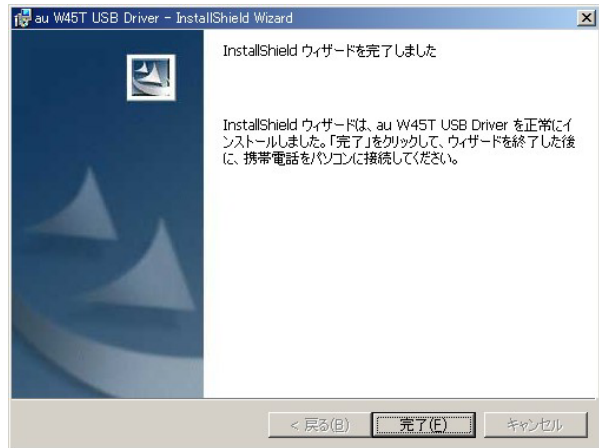 au W45T USB Driver - InstallShield Wizard
InstallShield ウィザードを完了しました
InstallShield ウィザードは、au W45T USB Driver を正常にイ
ンストールしました。「完了」をクリックして、ウィザードを終了した後
に、携帯電話をパソコンに接続してください。
< 戻る(B) 完了(F) キャンセル